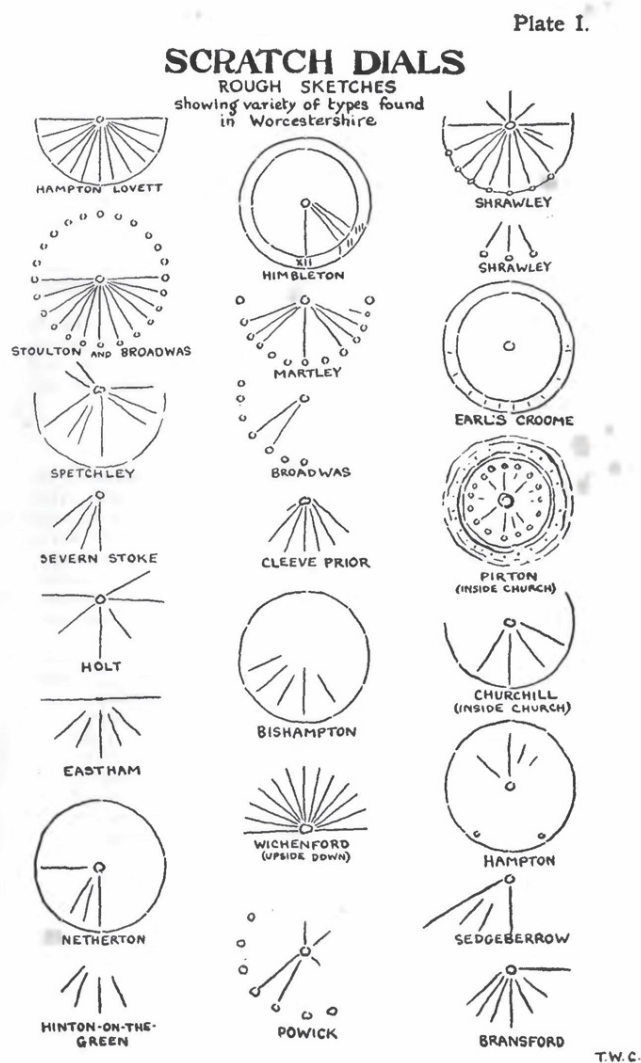 Plate I.
SCRATCH DIALS
ROUGH SKETCHES
showing variety of types found
in Worcestershire
HAMPTON LOVETT
STOULTON AND BROADWAS
SPETCHLEY
SEVERN STOKE
HOLT
EASTHAM
NETHERTON
HINTON-ON-THE-
GREEN
XII
III
HIMBLETON
MARTLEY
BROADWAS
CLEEVE PRIOR
BISHAMPTON
WICHENFORD
(UPSIDE DOWN)
POWICK
SHRAWLEY
SHRAWLEY
EARL'S CROOME
PIRTON
(INSIDE CHURCH)
CHURCHILL
(INSIDE CHURCH)
HAMPTON
SEDGEBERROW
BRANSFORD
T.W.C.